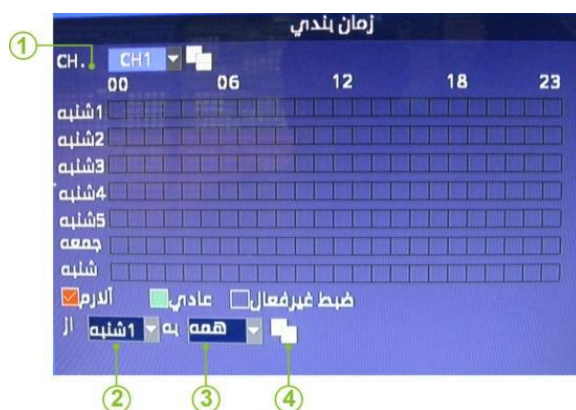 زمان بندي
1
CH. CH1
00 06 12 18 23
1شنبه
2شنبه
3شنبه
4شنبه
5شنبه
جمعه
شنبه
آلارم عادي ضبط غیرفعال
از 1شنبه به همه
2 3 4